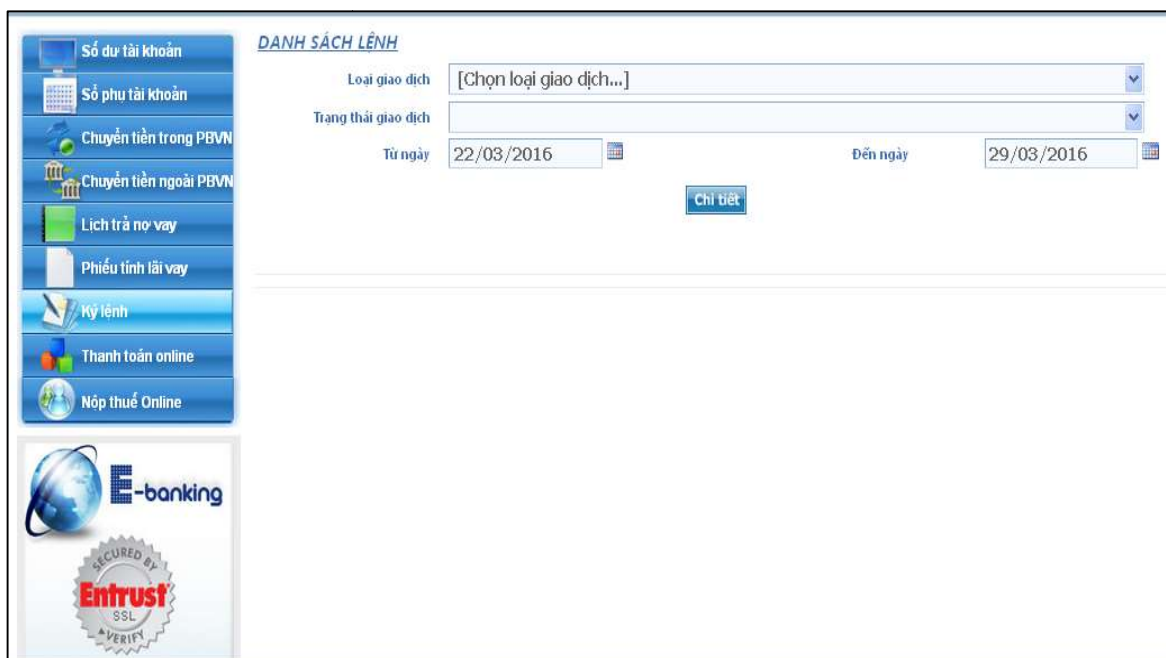 Số dư tài khoản
Sổ phụ tài khoản
Chuyển tiền trong PBVN
Chuyển tiền ngoài PBVN
Lịch trả nợ vay
Phiếu tính lãi vay
Ký lệnh
Thanh toán online
Nộp thuế Online
E-banking
SECURED BY
Entrust
SSL
VERIFY
DANH SÁCH LỆNH
Loại giao dịch [Chọn loại giao dịch...]
Trạng thái giao dịch
Từ ngày 22/03/2016 Đến ngày 29/03/2016
Chi tiết